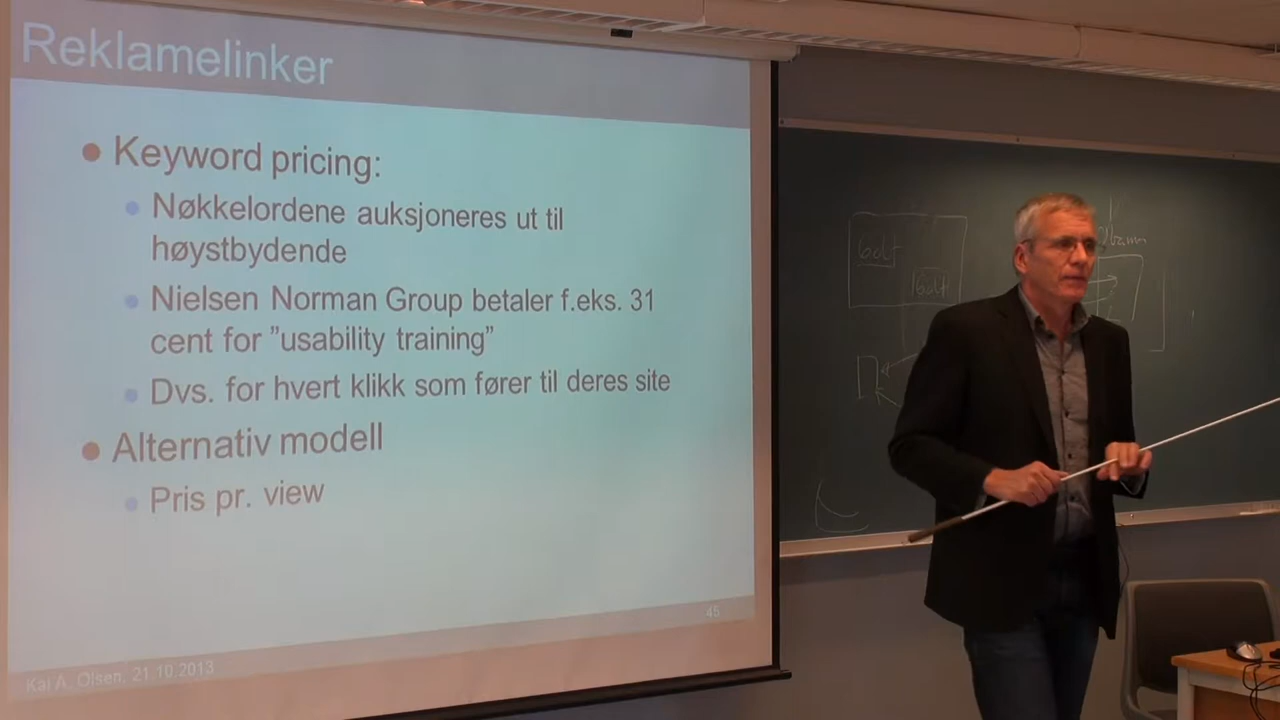 Reklamelinker
Keyword pricing:
Nøkkelordene auksjoneres ut til
høystbydende
Nielsen Norman Group betaler f.eks. 31
cent for ”usability training”
Dvs. for hvert klikk som fører til deres site
Alternativ modell
Pris pr. view
45
Kai A. Olsen, 21.10.2013
Golf
Golf